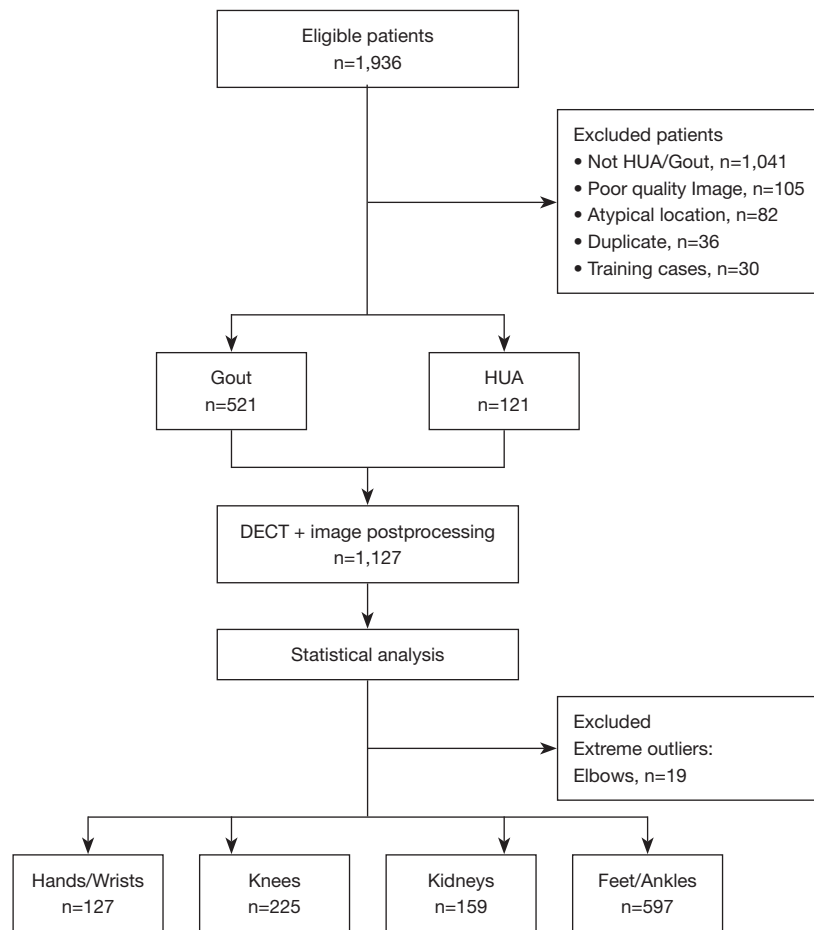 Eligible patients
n=1,936
Excluded patients
• Not HUA/Gout, n=1,041
• Poor quality Image, n=105
• Atypical location, n=82
• Duplicate, n=36
• Training cases, n=30
Gout
n=521
HUA
n=121
DECT + image postprocessing
n=1,127
Statistical analysis
Excluded
Extreme outliers:
Elbows, n=19
Hands/Wrists
n=127
Knees
n=225
Kidneys
n=159
Feet/Ankles
n=597